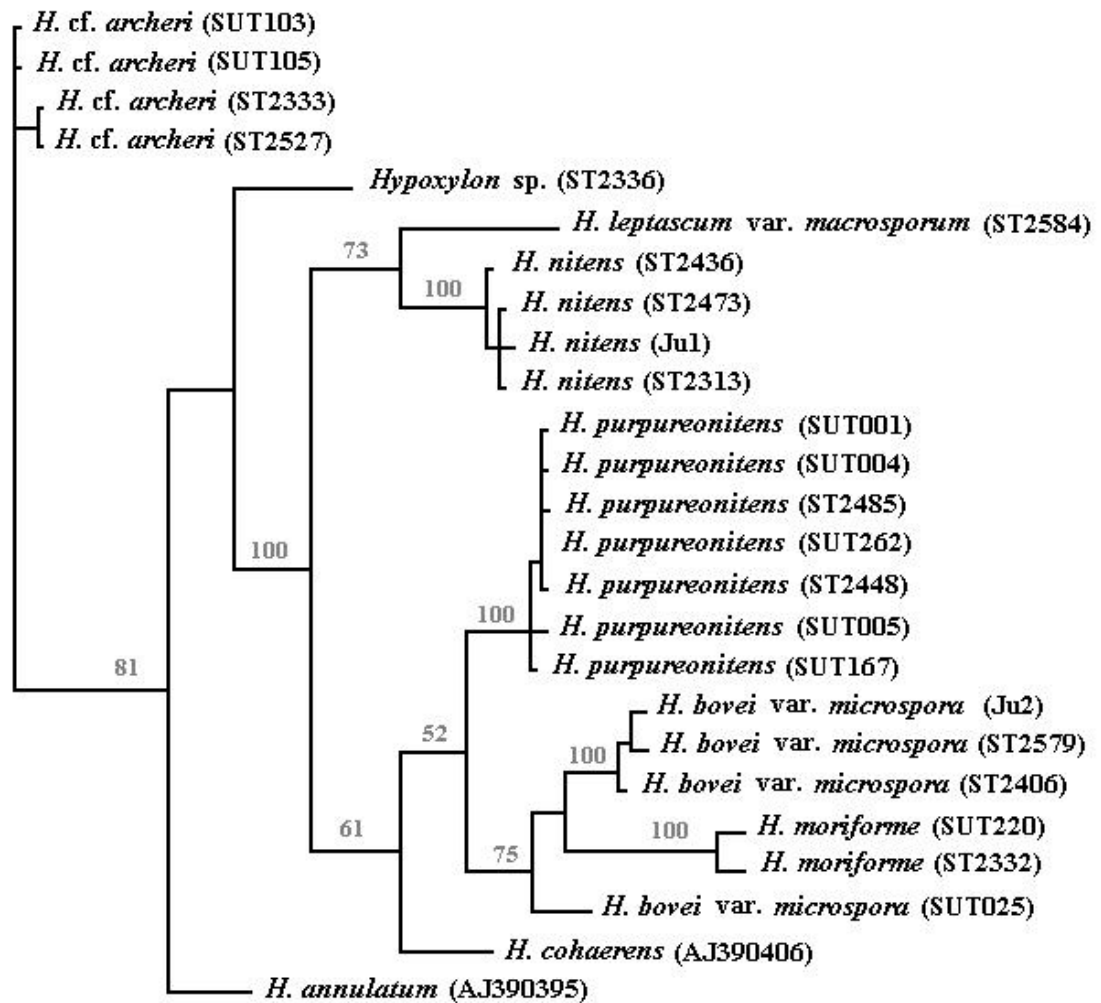 H. cf. archeri (SUT103)
H. cf. archeri (SUT105)
H. cf. archeri (ST2333)
H. cf. archeri (ST2527)
Hypoxylon sp. (ST2336)
H. leptascum var. macrosporum (ST2584)
73
H. nitens (ST2436)
100
H. nitens (ST2473)
H. nitens (Ju1)
H. nitens (ST2313)
H. purpureonitens (SUT001)
H. purpureonitens (SUT004)
H. purpureonitens (ST2485)
H. purpureonitens (SUT262)
100
H. purpureonitens (ST2448)
100
H. purpureonitens (SUT005)
H. purpureonitens (SUT167)
81
H. bovei var. microspora (Ju2)
52
H. bovei var. microspora (ST2579)
100
H. bovei var. microspora (ST2406)
61
100
H. moriforme (SUT220)
75
H. moriforme (ST2332)
H. bovei var. microspora (SUT025)
H. cohaerens (AJ390406)
H. annulatum (AJ390395)